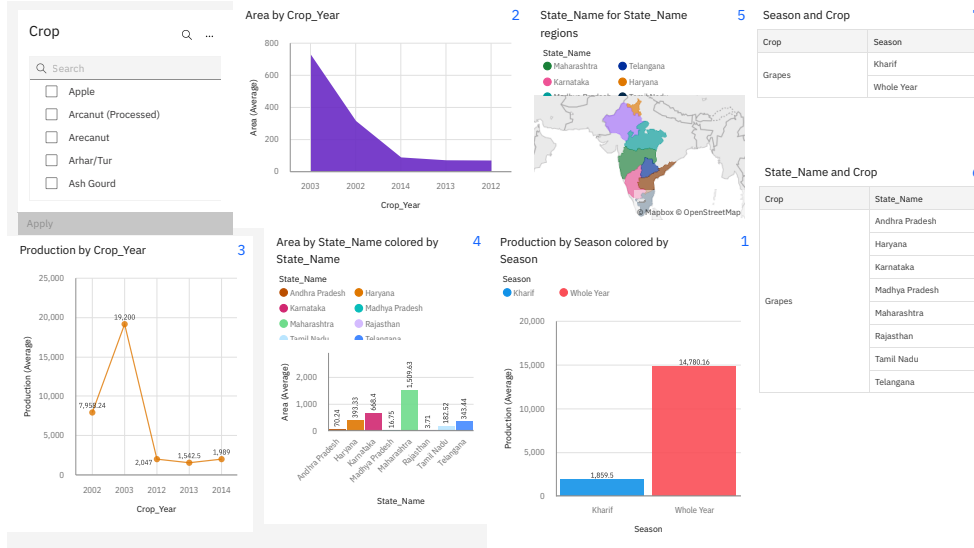 Crop
...
Search
Apple
Arcanut (Processed)
Arecanut
Arhar/Tur
Ash Gourd
Apply
Area by Crop_Year
2
800
600
400
200
0
Area (Average)
2003 2002 2014 2013 2012
Crop_Year
State_Name for State_Name
regions
5
State_Name
Maharashtra Telangana
Karnataka Haryana
Madhya Pradesh Tamil Nadu
© Mapbox © OpenStreetMap
Season and Crop
Crop Season
Grapes
Kharif
Whole Year
State_Name and Crop
Crop State_Name
Grapes
Andhra Pradesh
Haryana
Karnataka
Madhya Pradesh
Maharashtra
Rajasthan
Tamil Nadu
Telangana
Production by Crop_Year
3
25,000
20,000
15,000
10,000
5,000
0
Production (Average)
7,958.24
19,200
2,047
1,542.5
1,989
2002 2003 2012 2013 2014
Crop_Year
Area by State_Name colored by
State_Name
4
State_Name
Andhra Pradesh Haryana
Karnataka Madhya Pradesh
Maharashtra Rajasthan
Tamil Nadu Telangana
2,000
1,000
0
Area (Average)
70.24
393.33
668.4
16.75
1,509.63
3.71
182.52
343.44
Andhra Pradesh
Haryana
Karnataka
Madhya Pradesh
Maharashtra
Rajasthan
Tamil Nadu
Telangana
State_Name
Production by Season colored by
Season
1
Season
Kharif Whole Year
20,000
15,000
10,000
5,000
0
Production (Average)
1,859.5
14,780.16
Kharif Whole Year
Season